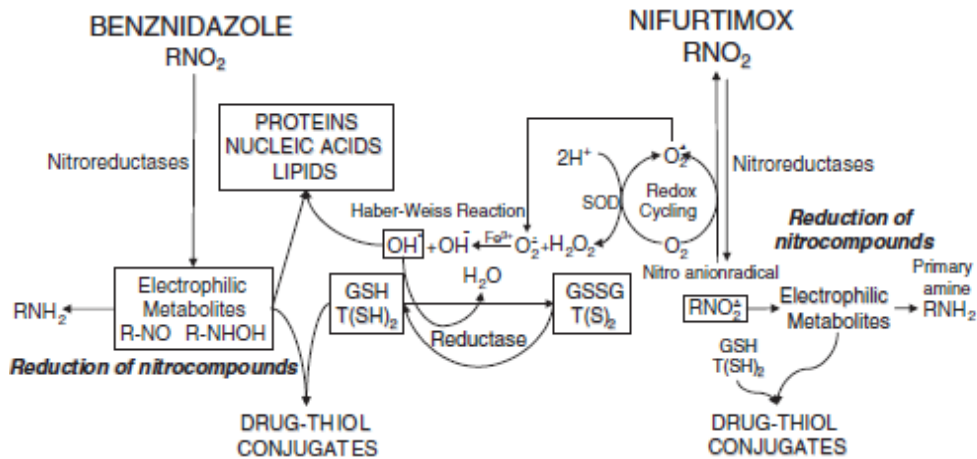 BENZNIDAZOLE
RNO2
NIFURTIMOX
RNO2
Nitroreductases
PROTEINS
NUCLEIC ACIDS
LIPIDS
2H+
O2∸
SOD
Redox
Cycling
O2-
Nitroreductases
Haber-Weiss Reaction
OH• + OH- Fe3+ O2∸ + H2O2
Reduction of
nitrocompounds
Nitro anionradical
Electrophilic
Metabolites
R-NO R-NHOH
RNH2
Reduction of nitrocompounds
H2O
GSH
T(SH)2
GSSG
T(S)2
Reductase
RNO2∸
Electrophilic
Metabolites
Primary
amine
RNH2
GSH
T(SH)2
DRUG-THIOL
CONJUGATES
DRUG-THIOL
CONJUGATES